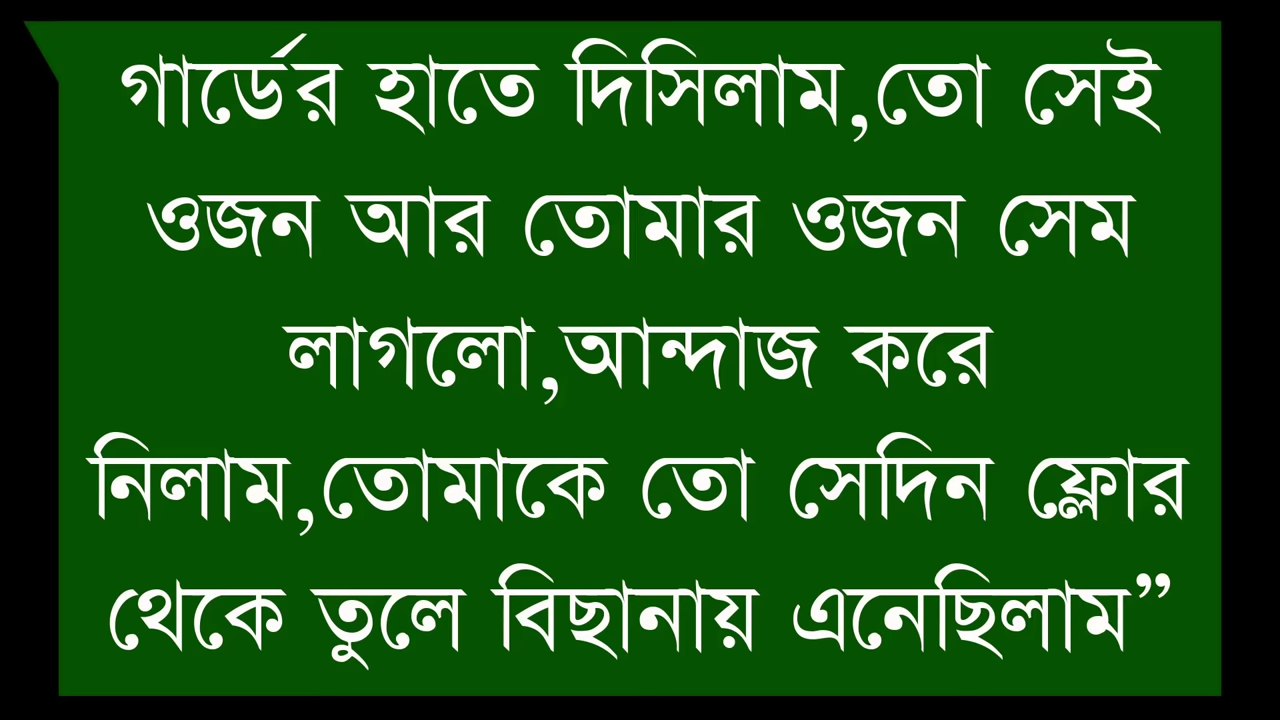 গার্ডের হাতে দিসিলাম,তো সেই
ওজন আর তোমার ওজন সেম
লাগলো,আন্দাজ করে
নিলাম,তোমাকে তো সেদিন ফ্লোর
থেকে তুলে বিছানায় এনেছিলাম”